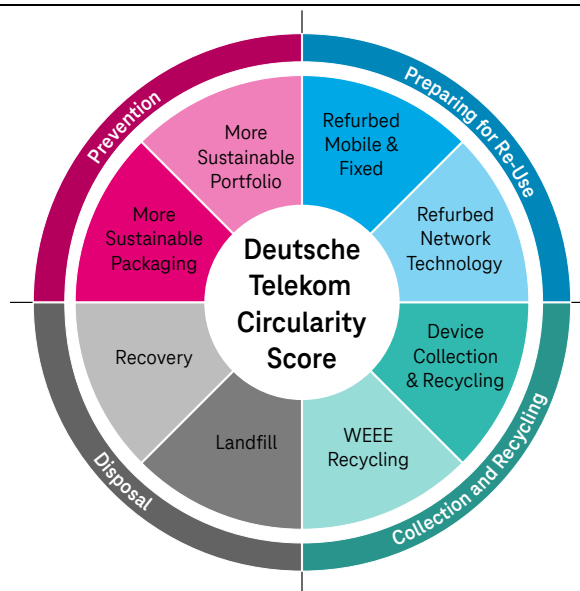 Prevention
Preparing for Re-Use
More
Sustainable
Portfolio
Refurbed
Mobile &
Fixed
More
Sustainable
Packaging
Refurbed
Network
Technology
Deutsche
Telekom
Circularity
Score
Recovery
Device
Collection
& Recycling
Landfill
WEEE
Recycling
Disposal
Collection and Recycling